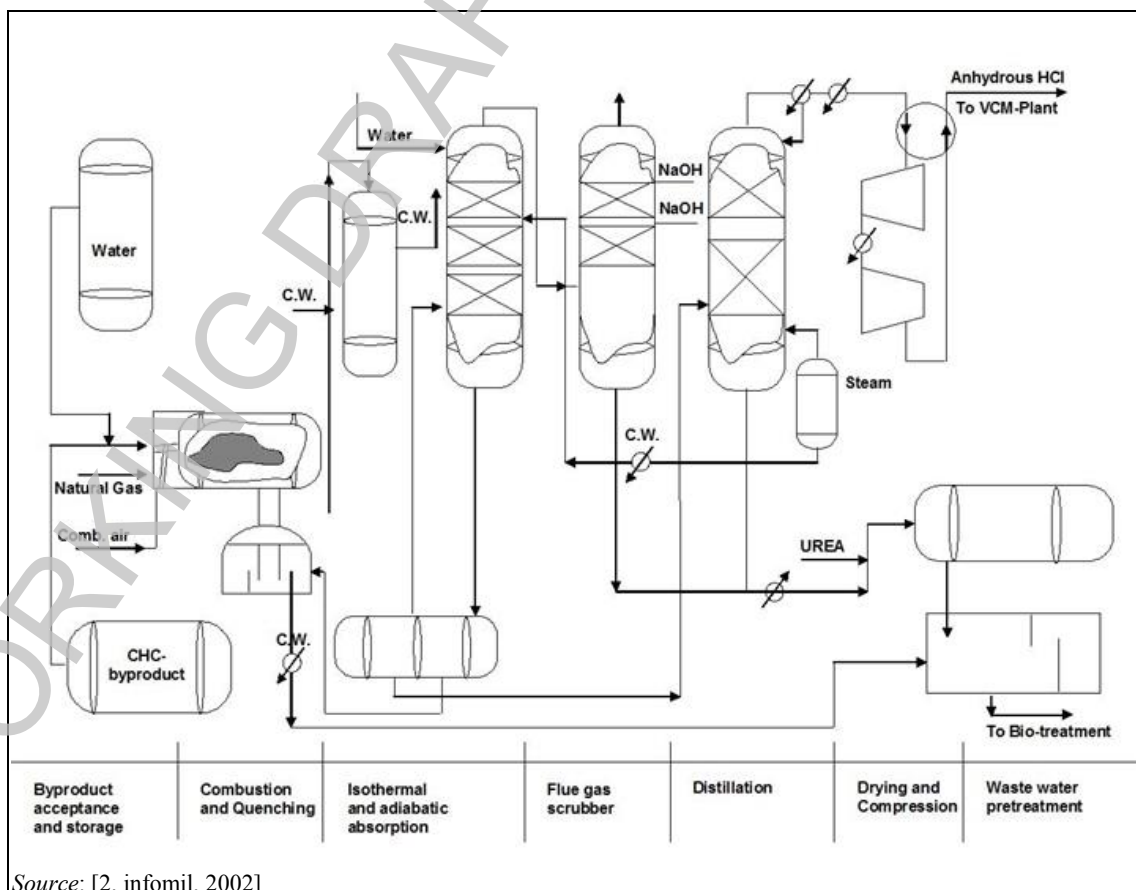 WORKING DRAF
Anhydrous HCl
To VCM-Plant
Water
NaOH
NaOH
C.W.
Water
C.W.
Steam
C.W.
Natural Gas
Comb. air
UREA
C.W.
CHC-
byproduct
To Bio-treatment
Byproduct
acceptance
and storage
Combustion
and Quenching
Isothermal
and adiabatic
absorption
Flue gas
scrubber
Distillation
Drying and
Compression
Waste water
pretreatment
Source: [2, infomil, 2002]